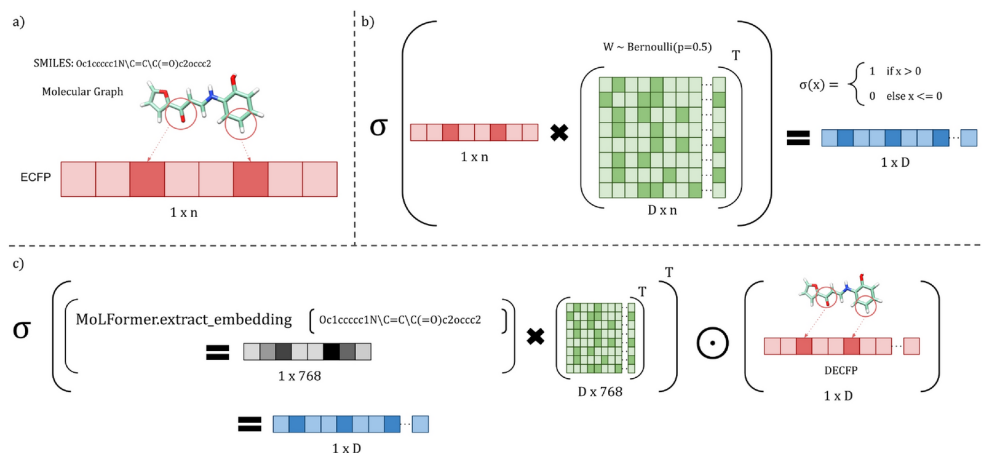 a)
SMILES: Oc1ccccc1N\C=C\C(=O)c2occc2
Molecular Graph
ECFP
1 x n
b)
W ~ Bernoulli(p=0.5)
T
σ
1 x n
D x n
σ(x) =
1 if x > 0
0 else x <= 0
1 x D
c)
σ
MoLFormer.extract_embedding
Oc1ccccc1N\C=C\C(=O)c2occc2
1 x 768
T
D x 768
T
DECFP
1 x D
1 x D